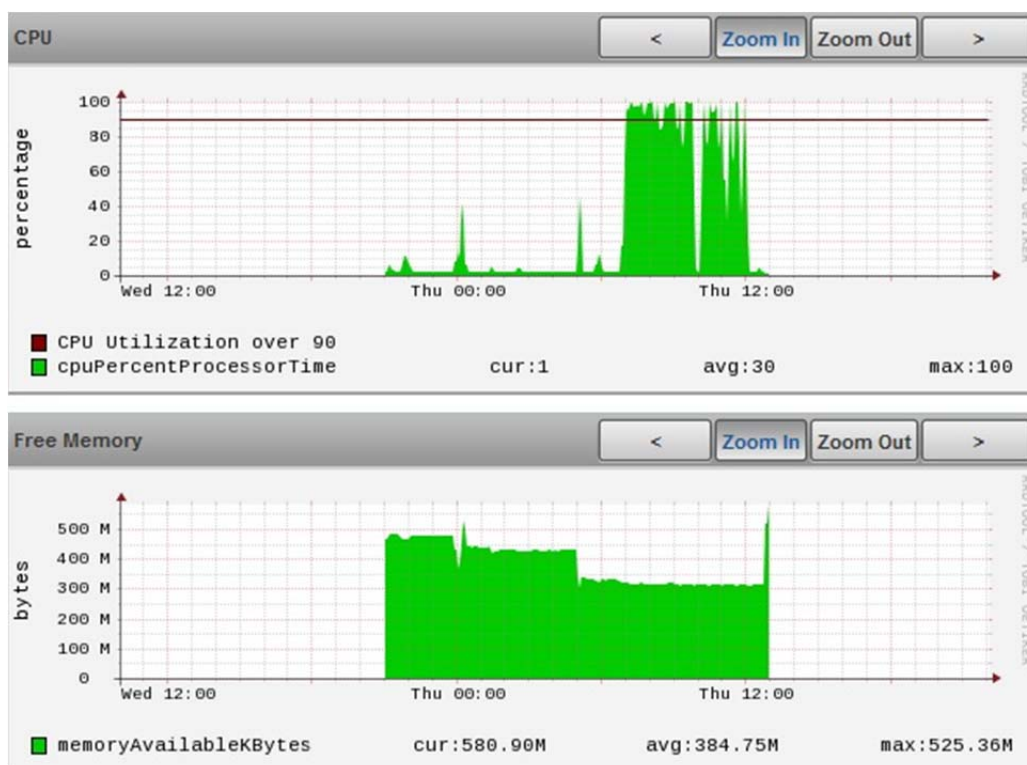 CPU < Zoom In Zoom Out >
percentage
100
80
60
40
20
0
Wed 12:00 Thu 00:00 Thu 12:00
CPU Utilization over 90
cpuPercentProcessorTime cur:1 avg:30 max:100
Free Memory < Zoom In Zoom Out >
bytes
500 M
400 M
300 M
200 M
100 M
0
Wed 12:00 Thu 00:00 Thu 12:00
memoryAvailableKBytes cur:580.90M avg:384.75M max:525.36M